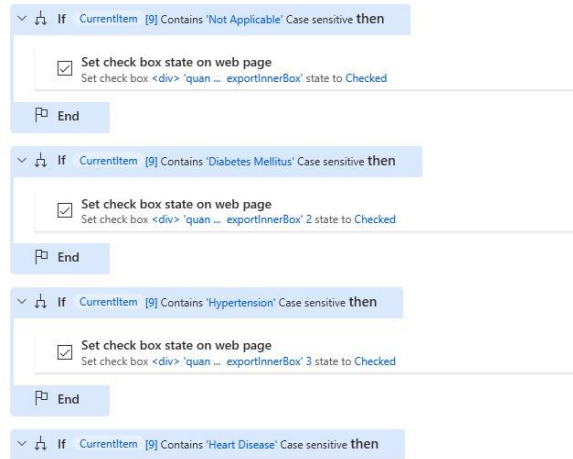 If CurrentItem [9] Contains 'Not Applicable' Case sensitive then
Set check box state on web page
Set check box <div> 'quan ... exportInnerBox' state to Checked
End
If CurrentItem [9] Contains 'Diabetes Mellitus' Case sensitive then
Set check box state on web page
Set check box <div> 'quan ... exportInnerBox' 2 state to Checked
End
If CurrentItem [9] Contains 'Hypertension' Case sensitive then
Set check box state on web page
Set check box <div> 'quan ... exportInnerBox' 3 state to Checked
End
If CurrentItem [9] Contains 'Heart Disease' Case sensitive then